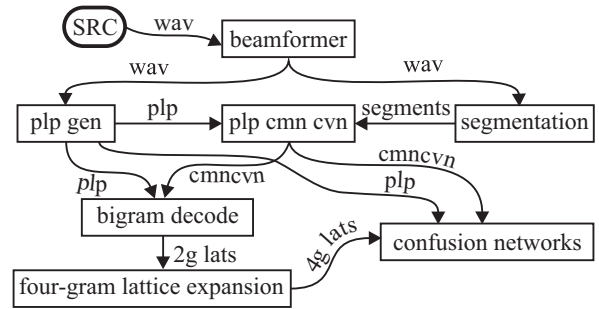 SRC
wav
beamformer
wav
wav
plp gen
plp
plp cmn cvn
segments
segmentation
plp
cmncvn
plp
cmncvn
bigram decode
2g lats
4g lats
confusion networks
four-gram lattice expansion